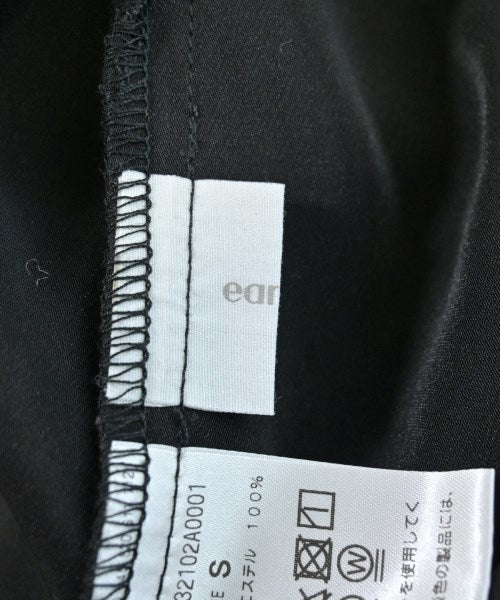 ear
32102A0001
E S
エステル 100%
を使用してく
色の製品には、